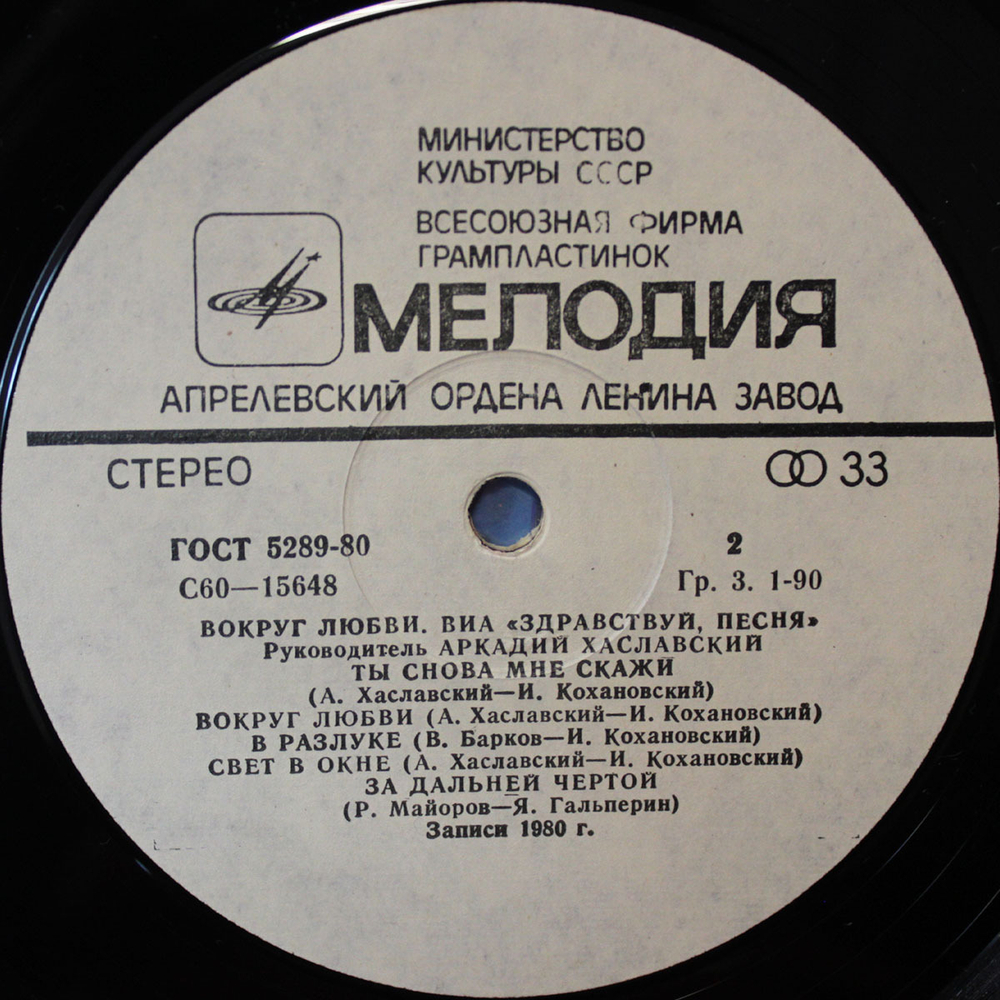 МИНИСТЕРСТВО
КУЛЬТУРЫ СССР
ВСЕСОЮЗНАЯ ФИРМА
ГРАМПЛАСТИНОК
МЕЛОДИЯ
АПРЕЛЕВСКИЙ ОРДЕНА ЛЕНИНА ЗАВОД
СТЕРЕО 33
ГОСТ 5289-80 2
С60—15648 Гр. 3. 1-90
ВОКРУГ ЛЮБВИ. ВИА «ЗДРАВСТВУЙ, ПЕСНЯ»
Руководитель АРКАДИЙ ХАСЛАВСКИЙ
ТЫ СНОВА МНЕ СКАЖИ
(А. Хаславский—И. Кохановский)
ВОКРУГ ЛЮБВИ (А. Хаславский—И. Кохановский)
В РАЗЛУКЕ (В. Барков—И. Кохановский)
СВЕТ В ОКНЕ (А. Хаславский—И. Кохановский)
ЗА ДАЛЬНЕЙ ЧЕРТОЙ
(Р. Майоров—Я. Гальперин)
Записи 1980 г.